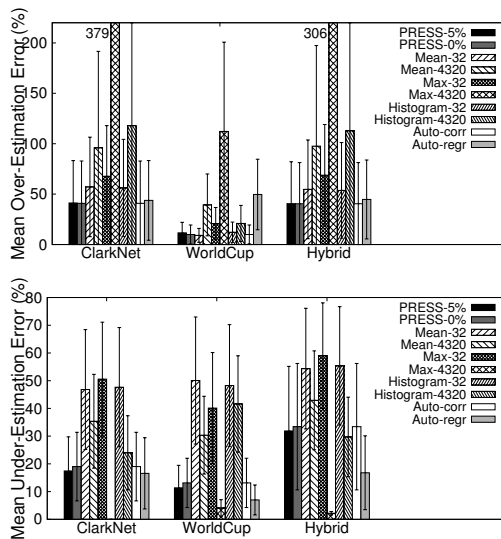 Mean Over-Estimation Error (%)
200
150
100
50
0
379
306
PRESS-5%
PRESS-0%
Mean-32
Mean-4320
Max-32
Max-4320
Histogram-32
Histogram-4320
Auto-corr
Auto-regr
ClarkNet WorldCup Hybrid
Mean Under-Estimation Error (%)
80
70
60
50
40
30
20
10
0
PRESS-5%
PRESS-0%
Mean-32
Mean-4320
Max-32
Max-4320
Histogram-32
Histogram-4320
Auto-corr
Auto-regr
ClarkNet WorldCup Hybrid